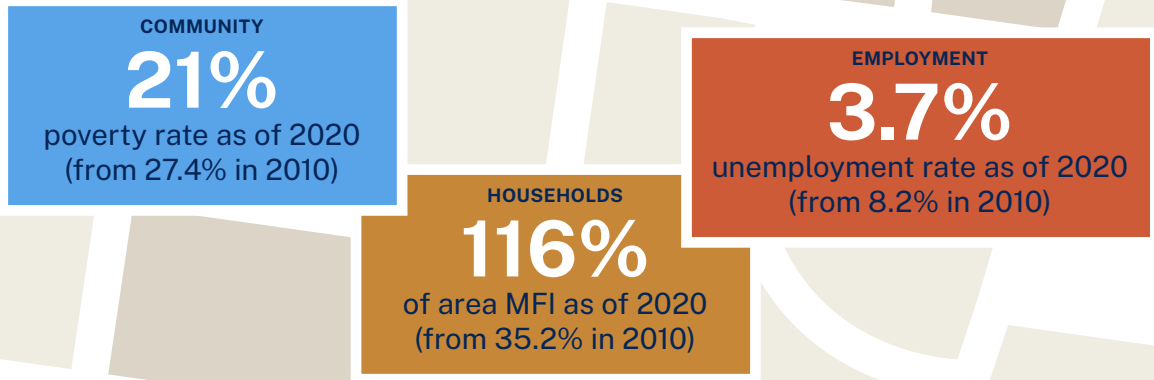 COMMUNITY
21%
poverty rate as of 2020
(from 27.4% in 2010)
HOUSEHOLDS
116%
of area MFI as of 2020
(from 35.2% in 2010)
EMPLOYMENT
3.7%
unemployment rate as of 2020
(from 8.2% in 2010)